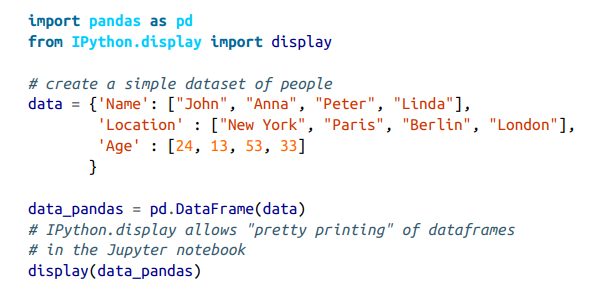 import pandas as pd
from IPython.display import display

# create a simple dataset of people
data = {'Name': ["John", "Anna", "Peter", "Linda"],
        'Location' : ["New York", "Paris", "Berlin", "London"],
        'Age' : [24, 13, 53, 33]
       }

data_pandas = pd.DataFrame(data)
# IPython.display allows "pretty printing" of dataframes
# in the Jupyter notebook
display(data_pandas)